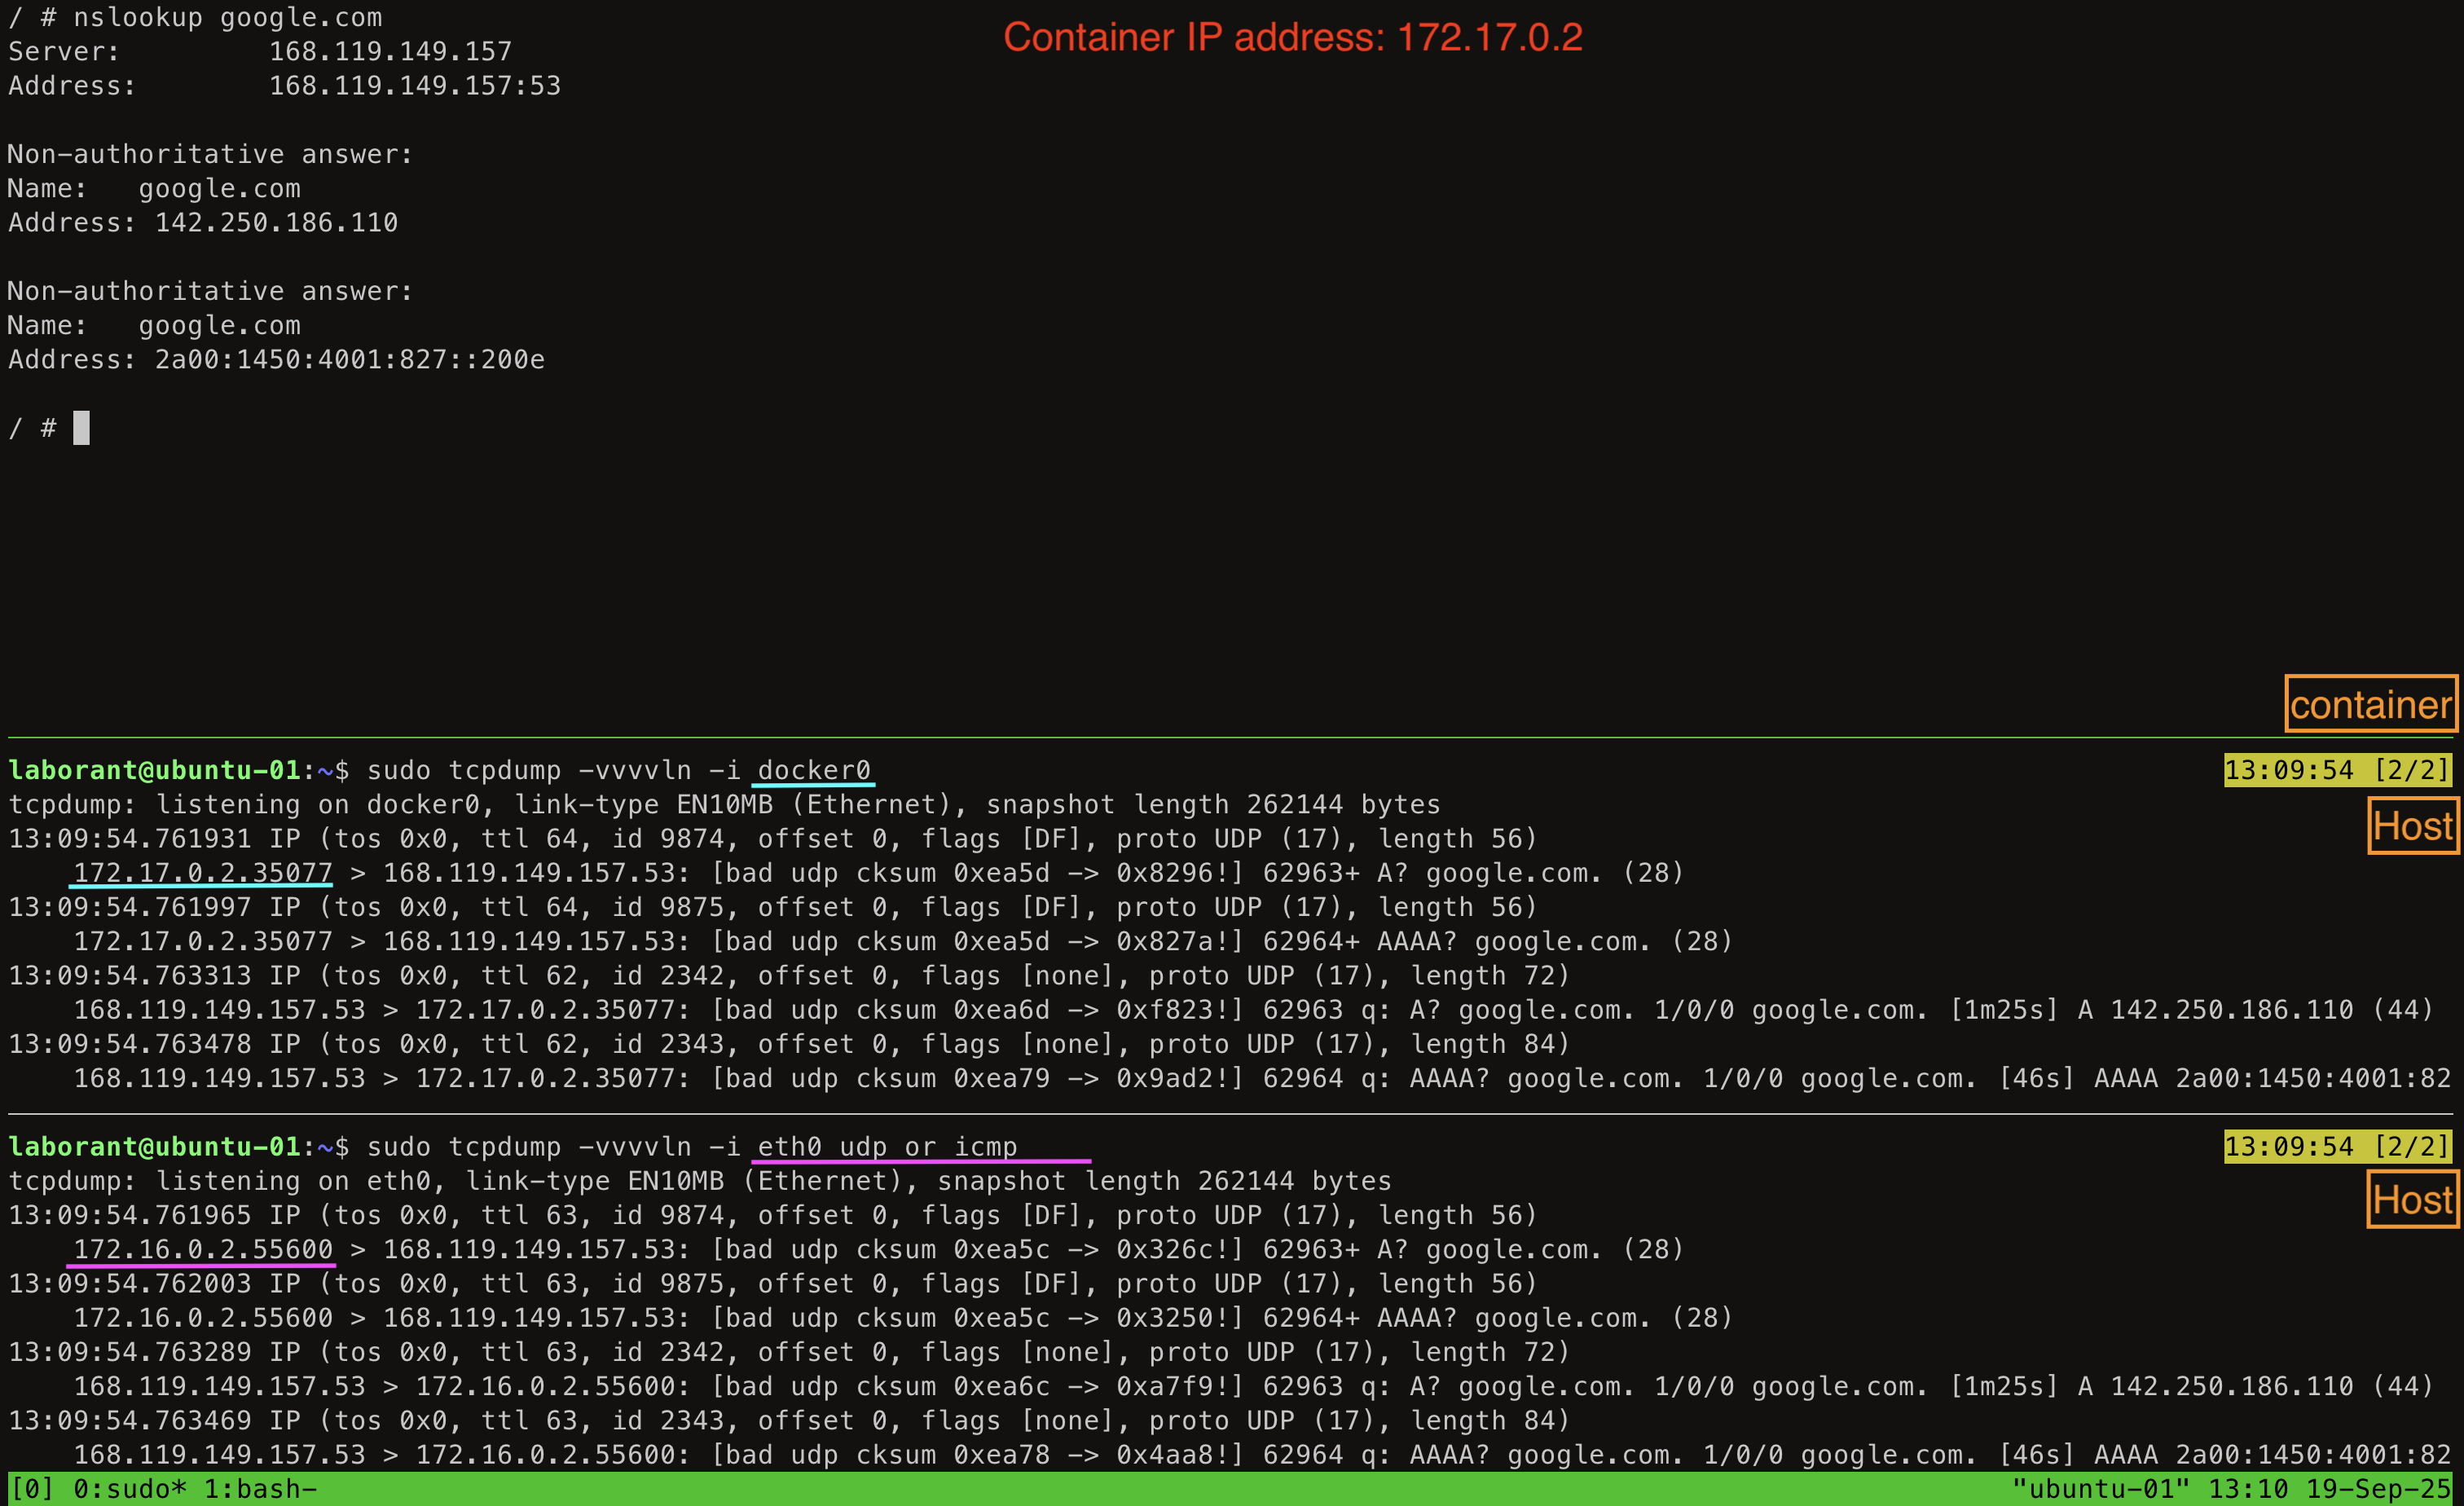 / # nslookup google.com
Container IP address: 172.17.0.2
Server:         168.119.149.157
Address:        168.119.149.157:53
Non-authoritative answer:
Name:   google.com
Address: 142.250.186.110
Non-authoritative answer:
Name:   google.com
Address: 2a00:1450:4001:827::200e
/ #
container
laborant@ubuntu-01:~$ sudo tcpdump -vvvvln -i docker0
13:09:54 [2/2]
tcpdump: listening on docker0, link-type EN10MB (Ethernet), snapshot length 262144 bytes
Host
13:09:54.761931 IP (tos 0x0, ttl 64, id 9874, offset 0, flags [DF], proto UDP (17), length 56)
    172.17.0.2.35077 > 168.119.149.157.53: [bad udp cksum 0xea5d -> 0x8296!] 62963+ A? google.com. (28)
13:09:54.761997 IP (tos 0x0, ttl 64, id 9875, offset 0, flags [DF], proto UDP (17), length 56)
    172.17.0.2.35077 > 168.119.149.157.53: [bad udp cksum 0xea5d -> 0x827a!] 62964+ AAAA? google.com. (28)
13:09:54.763313 IP (tos 0x0, ttl 62, id 2342, offset 0, flags [none], proto UDP (17), length 72)
    168.119.149.157.53 > 172.17.0.2.35077: [bad udp cksum 0xea6d -> 0xf823!] 62963 q: A? google.com. 1/0/0 google.com. [1m25s] A 142.250.186.110 (44)
13:09:54.763478 IP (tos 0x0, ttl 62, id 2343, offset 0, flags [none], proto UDP (17), length 84)
    168.119.149.157.53 > 172.17.0.2.35077: [bad udp cksum 0xea79 -> 0x9ad2!] 62964 q: AAAA? google.com. 1/0/0 google.com. [46s] AAAA 2a00:1450:4001:82
laborant@ubuntu-01:~$ sudo tcpdump -vvvvln -i eth0 udp or icmp
13:09:54 [2/2]
tcpdump: listening on eth0, link-type EN10MB (Ethernet), snapshot length 262144 bytes
Host
13:09:54.761965 IP (tos 0x0, ttl 63, id 9874, offset 0, flags [DF], proto UDP (17), length 56)
    172.16.0.2.55600 > 168.119.149.157.53: [bad udp cksum 0xea5c -> 0x326c!] 62963+ A? google.com. (28)
13:09:54.762003 IP (tos 0x0, ttl 63, id 9875, offset 0, flags [DF], proto UDP (17), length 56)
    172.16.0.2.55600 > 168.119.149.157.53: [bad udp cksum 0xea5c -> 0x3250!] 62964+ AAAA? google.com. (28)
13:09:54.763289 IP (tos 0x0, ttl 63, id 2342, offset 0, flags [none], proto UDP (17), length 72)
    168.119.149.157.53 > 172.16.0.2.55600: [bad udp cksum 0xea6c -> 0xa7f9!] 62963 q: A? google.com. 1/0/0 google.com. [1m25s] A 142.250.186.110 (44)
13:09:54.763469 IP (tos 0x0, ttl 63, id 2343, offset 0, flags [none], proto UDP (17), length 84)
    168.119.149.157.53 > 172.16.0.2.55600: [bad udp cksum 0xea78 -> 0x4aa8!] 62964 q: AAAA? google.com. 1/0/0 google.com. [46s] AAAA 2a00:1450:4001:82
[0] 0:sudo* 1:bash-
"ubuntu-01" 13:10 19-Sep-25